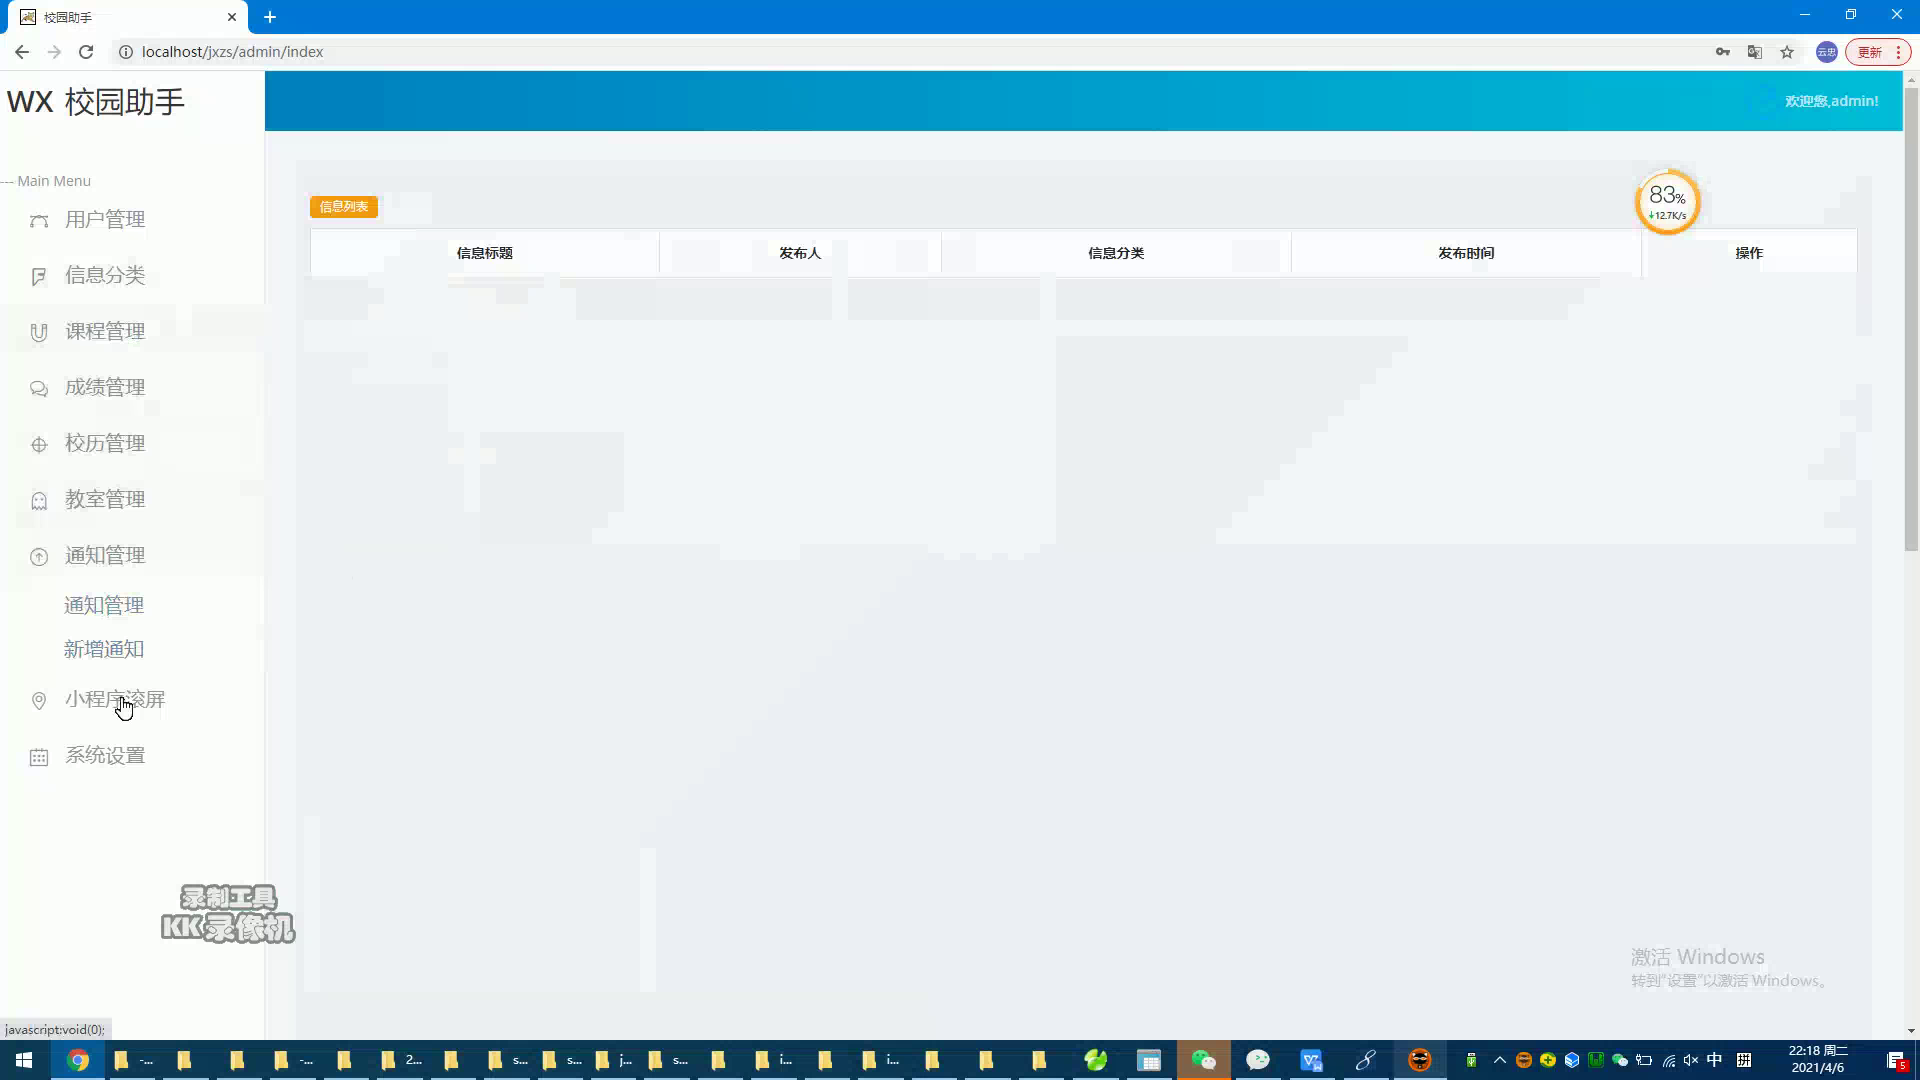 校园助手
localhost/jxzs/admin/index
云忠
更新
WX 校园助手
欢迎您,admin!
--- Main Menu
用户管理
信息分类
课程管理
成绩管理
校历管理
教室管理
通知管理
通知管理
新增通知
小程序滚屏
系统设置
信息列表
83%
12.7K/s
信息标题 发布人 信息分类 发布时间 操作
录制工具
KK录像机
激活 Windows
转到"设置"以激活 Windows。
javascript:void(0);
-... -... 2... s... s... j... s... i... i...
中
拼
22:18 周二
2021/4/6
5